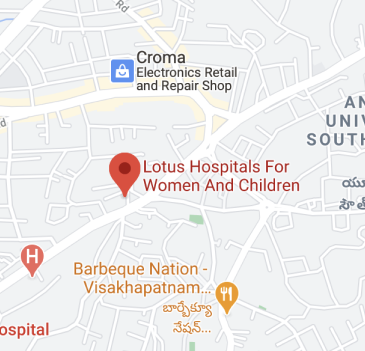 Rd
Croma
Electronics Retail
and Repair Shop
AN
UNIV
SOUTH
Lotus Hospitals For
Women And Children
H
Barbeque Nation -
Visakhapatnam...
బార్బేక్యూ
నేషన్...
ospital